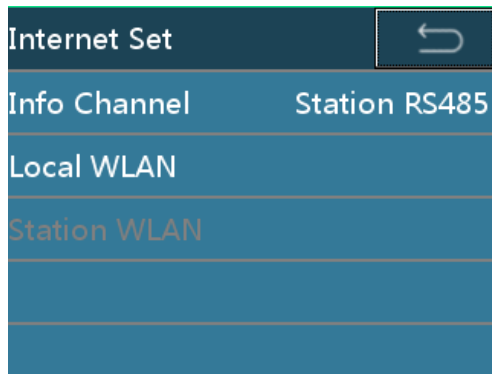 Internet Set
Info Channel Station RS485
Local WLAN
Station WLAN